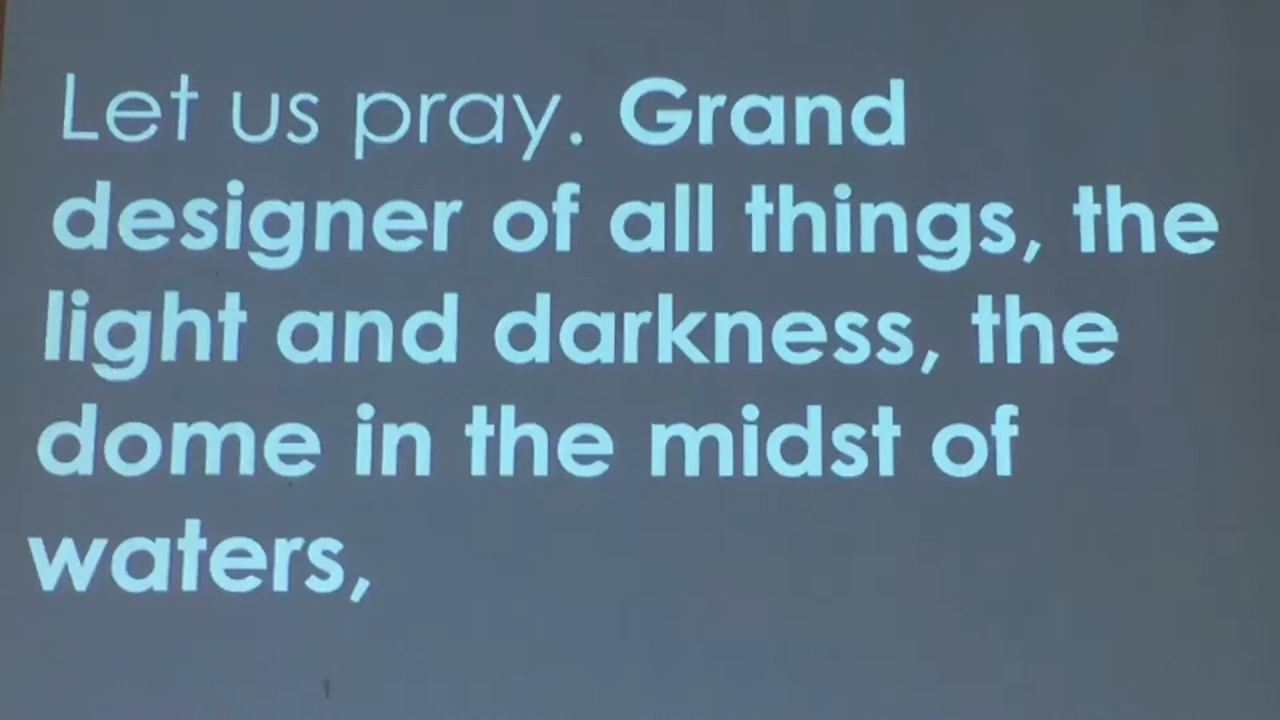 Let us pray. Grand
designer of all things, the
light and darkness, the
dome in the midst of
waters,